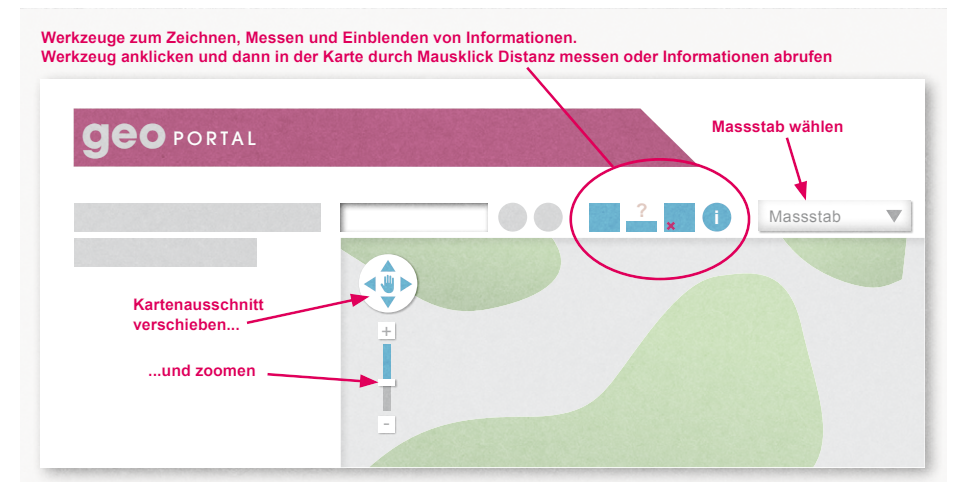 Werkzeuge zum Zeichnen, Messen und Einblenden von Informationen.
Werkzeug anklicken und dann in der Karte durch Mausklick Distanz messen oder Informationen abrufen
geo PORTAL
Massstab wählen
?
i
Massstab
Kartenausschnitt
verschieben...
+
...und zoomen
-